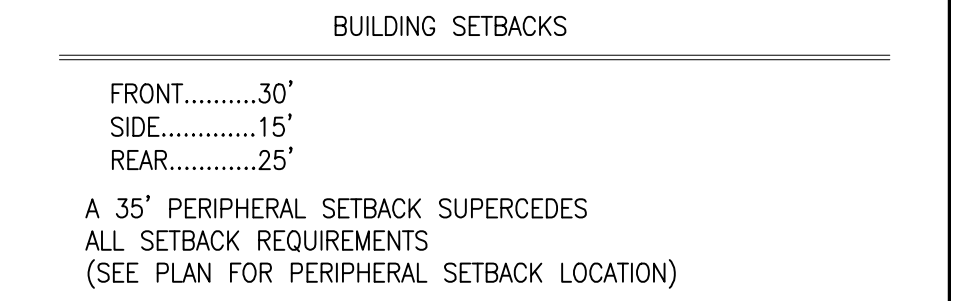 BUILDING SETBACKS
FRONT..........30'
SIDE.............15'
REAR............25'
A 35' PERIPHERAL SETBACK SUPERCEDES
ALL SETBACK REQUIREMENTS
(SEE PLAN FOR PERIPHERAL SETBACK LOCATION)